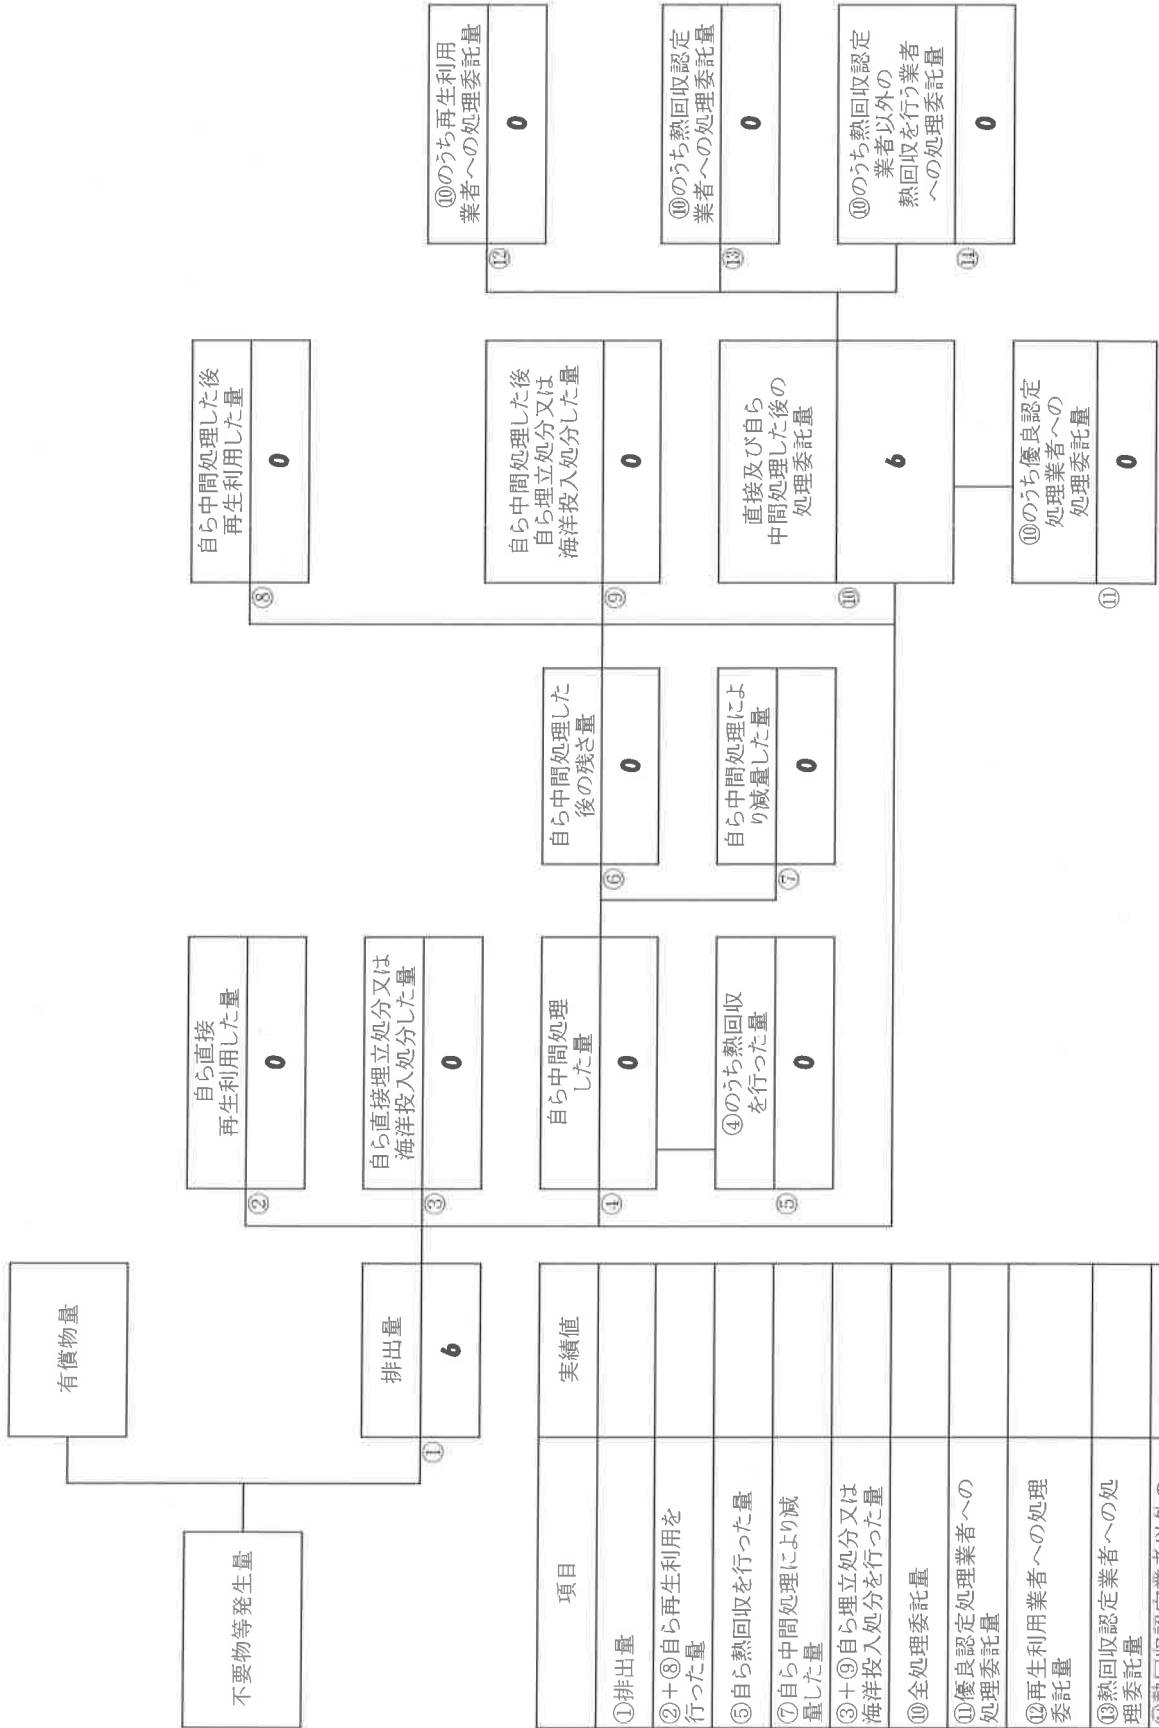 不要物等発生量
有償物量
①
排出量
6
②
自ら直接
再生利用した量
0
③
自ら直接埋立処分又は
海洋投入処分した量
0
④
自ら中間処理
した量
0
⑤
④のうち熱回収
を行った量
0
⑥
自ら中間処理した
後の残さ量
0
⑦
自ら中間処理によ
り減量した量
0
⑧
自ら中間処理した後
再生利用した量
0
⑨
自ら中間処理した後
自ら埋立処分又は
海洋投入処分した量
0
⑩
直接及び自ら
中間処理した後の
処理委託量
6
⑪
⑩のうち優良認定
処理業者への
処理委託量
0
⑫
⑩のうち再生利用
業者への処理委託量
0
⑬
⑩のうち熱回収認定
業者への処理委託量
0
⑭
⑩のうち熱回収認定
業者以外の
熱回収を行う業者
への処理委託量
0
項目 実績値
①排出量
②+⑧自ら再生利用を
行った量
⑤自ら熱回収を行った量
⑦自ら中間処理により減
量した量
③+⑨自ら埋立処分又は
海洋投入処分を行った量
⑩全処理委託量
⑪優良認定処理業者への
処理委託量
⑫再生利用業者への処理
委託量
⑬熱回収認定業者への処
理委託量